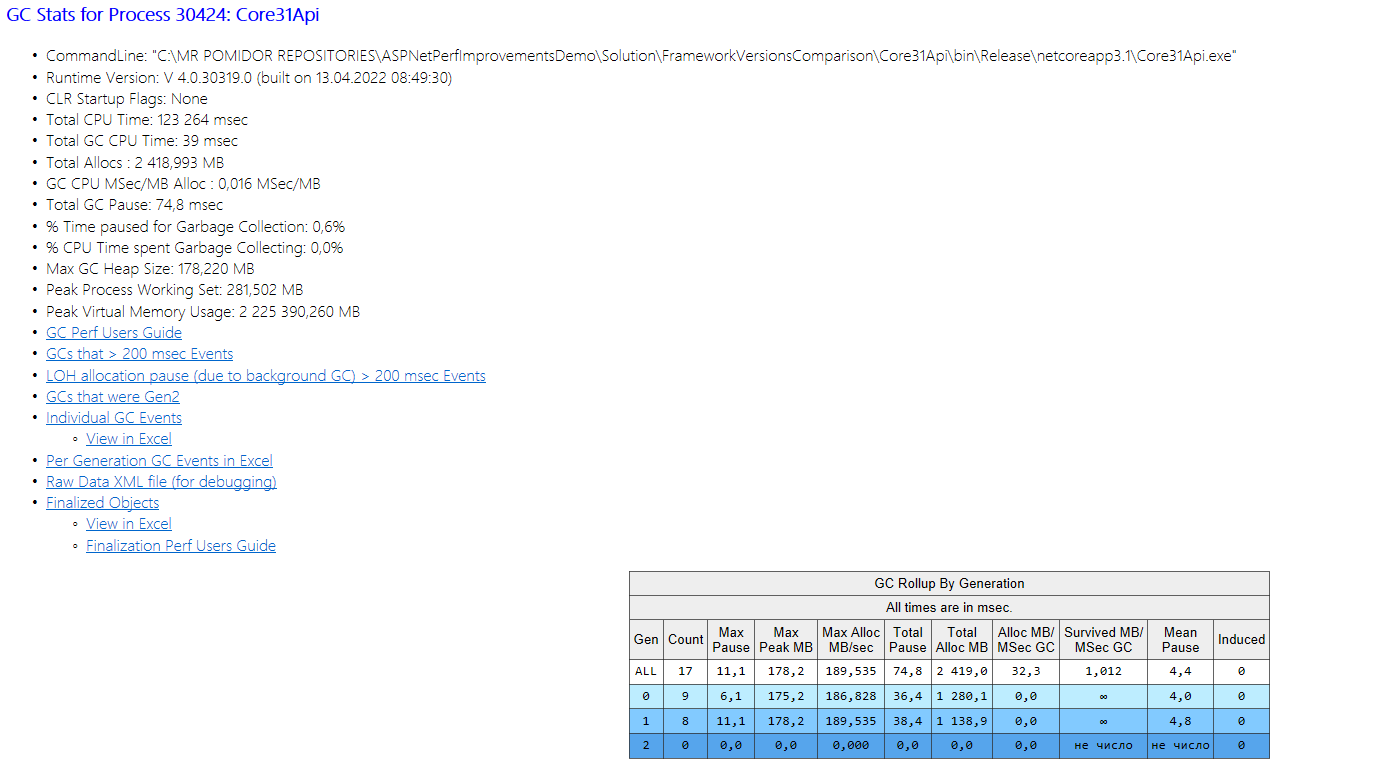 GC Stats for Process 30424: Core31Api
• CommandLine: "C:\MR POMIDOR REPOSITORIES\ASPNetPerfImprovementsDemo\Solution\FrameworkVersionsComparison\Core31Api\bin\Release\netcoreapp3.1\Core31Api.exe"
• Runtime Version: V 4.0.30319.0 (built on 13.04.2022 08:49:30)
• CLR Startup Flags: None
• Total CPU Time: 123 264 msec
• Total GC CPU Time: 39 msec
• Total Allocs : 2 418,993 MB
• GC CPU MSec/MB Alloc : 0,016 MSec/MB
• Total GC Pause: 74,8 msec
• % Time paused for Garbage Collection: 0,6%
• % CPU Time spent Garbage Collecting: 0,0%
• Max GC Heap Size: 178,220 MB
• Peak Process Working Set: 281,502 MB
• Peak Virtual Memory Usage: 2 225 390,260 MB
• GC Perf Users Guide
• GCs that > 200 msec Events
• LOH allocation pause (due to background GC) > 200 msec Events
• GCs that were Gen2
• Individual GC Events
◦ View in Excel
• Per Generation GC Events in Excel
• Raw Data XML file (for debugging)
• Finalized Objects
◦ View in Excel
◦ Finalization Perf Users Guide
GC Rollup By Generation
All times are in msec.
Gen Count Max Pause Max Peak MB Max Alloc MB/sec Total Pause Total Alloc MB Alloc MB/ MSec GC Survived MB/ MSec GC Mean Pause Induced
ALL 17 11,1 178,2 189,535 74,8 2 419,0 32,3 1,012 4,4 0
0 9 6,1 175,2 186,828 36,4 1 280,1 0,0 ∞ 4,0 0
1 8 11,1 178,2 189,535 38,4 1 138,9 0,0 ∞ 4,8 0
2 0 0,0 0,0 0,000 0,0 0,0 0,0 не число не число 0